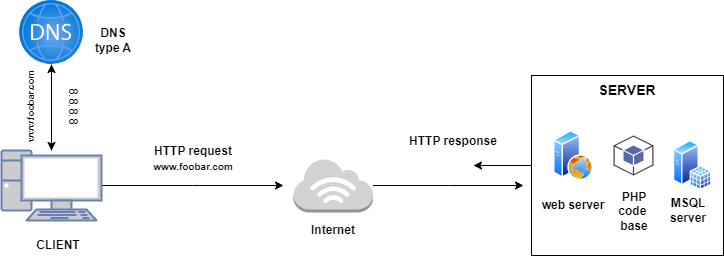 DNS
DNS
type A
www.foobar.com
8.8.8.8
CLIENT
HTTP request
www.foobar.com
Internet
HTTP response
SERVER
web server
PHP
code
base
MSQL
server